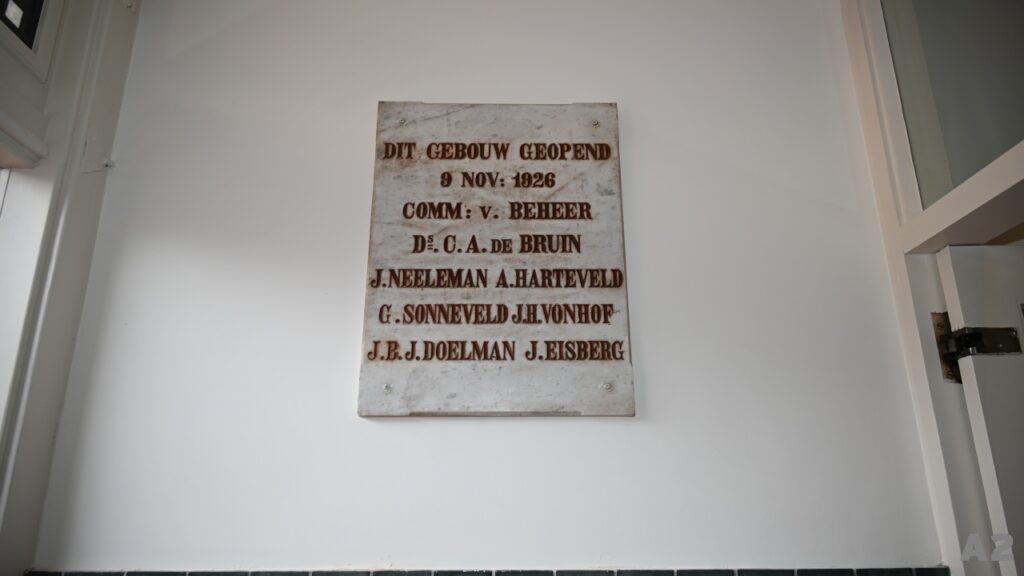 DIT GEBOUW GEOPEND
9 NOV: 1926
COMM: v. BEHEER
Ds. C. A. DE BRUIN
J. NEELEMAN A. HARTEVELD
G. SONNEVELD J.H. VONHOF
J.B.J. DOELMAN J. EISBERG
A2